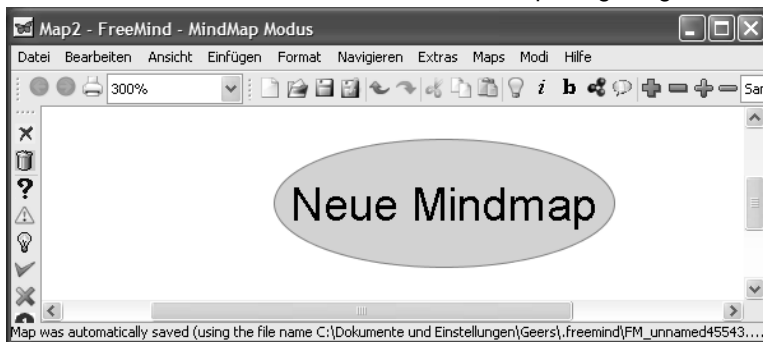 Map2 - FreeMind - MindMap Modus
Datei Bearbeiten Ansicht Einfügen Format Navigieren Extras Maps Modi Hilfe
300%
i b
Neue Mindmap
Map was automatically saved (using the file name C:\Dokumente und Einstellungen\Geers\.freemind\FM_unnamed45543....